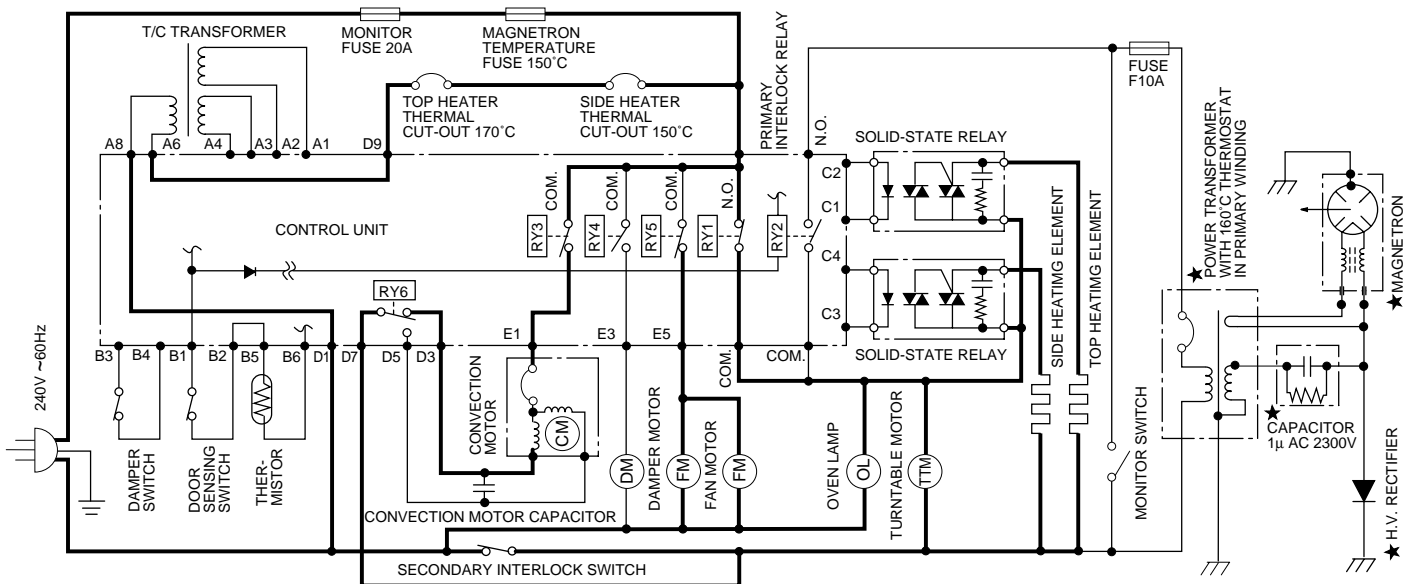 T/C TRANSFORMER
MONITOR
FUSE 20A
MAGNETRON
TEMPERATURE
FUSE 150˚C
TOP HEATER
THERMAL
CUT-OUT 170˚C
SIDE HEATER
THERMAL
CUT-OUT 150˚C
PRIMARY
INTERLOCK RELAY
FUSE
F10A
A8
A6
A4
A3
A2
A1
D9
N.O.
SOLID-STATE RELAY
COM.
COM.
COM.
N.O.
C2
C1
C4
C3
RY3
RY4
RY5
RY1
RY2
CONTROL UNIT
RY6
SOLID-STATE RELAY
SIDE HEATIMG ELEMENT
TOP HEATIMG ELEMENT
POWER TRANSFORMER
WITH 160˚C THERMOSTAT
IN PRIMARY WINDING
★
★ MAGNETRON
240V ~60Hz
B3
B4
B1
B2
B5
B6
D1
D7
D5
D3
E1
E3
E5
COM.
COM.
DAMPER
SWITCH
DOOR
SENSING
SWITCH
THER-
MISTOR
CONVECTION
MOTOR
CM
CONVECTION MOTOR CAPACITOR
DM
DAMPER MOTOR
FM
FAN MOTOR
FM
OVEN LAMP
OL
TURNTABLE MOTOR
TTM
MONITOR SWITCH
★
CAPACITOR
1µ AC 2300V
★ H.V. RECTIFIER
SECONDARY INTERLOCK SWITCH